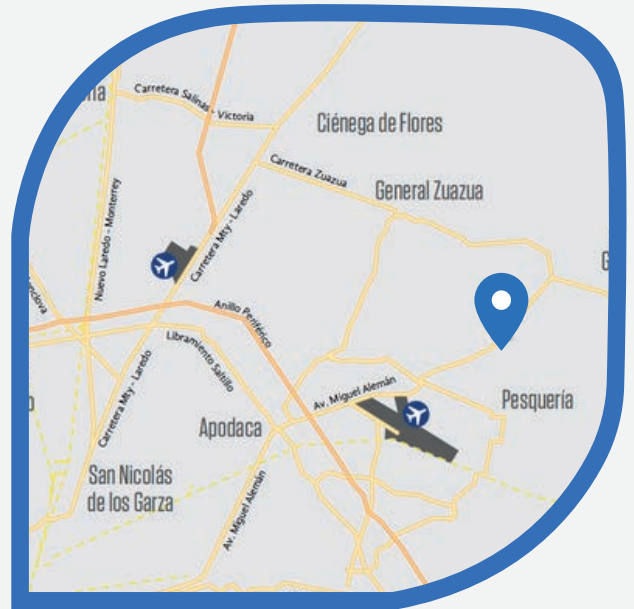 Carretera Salinas - Victoria
Ciénega de Flores
Carretera Zuazua
General Zuazua
Nuevo Laredo - Monterrey
Carretera Mty - Laredo
Anillo Periférico
Libramiento Saltillo
Carretera Mty - Laredo
Av. Miguel Alemán
Pesquería
Apodaca
San Nicolás
de los Garza
Av. Miguel Alemán